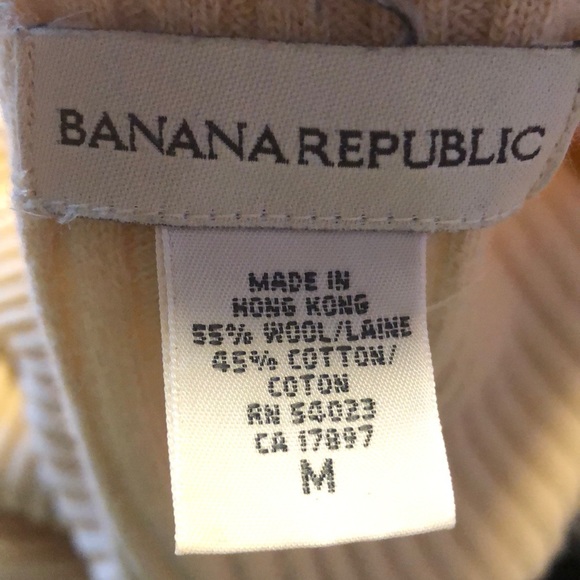 BANANA REPUBLIC
MADE IN
HONG KONG
55% WOOL/LAINE
45% COTTON/
COTON
RN 54023
CA 17897
M